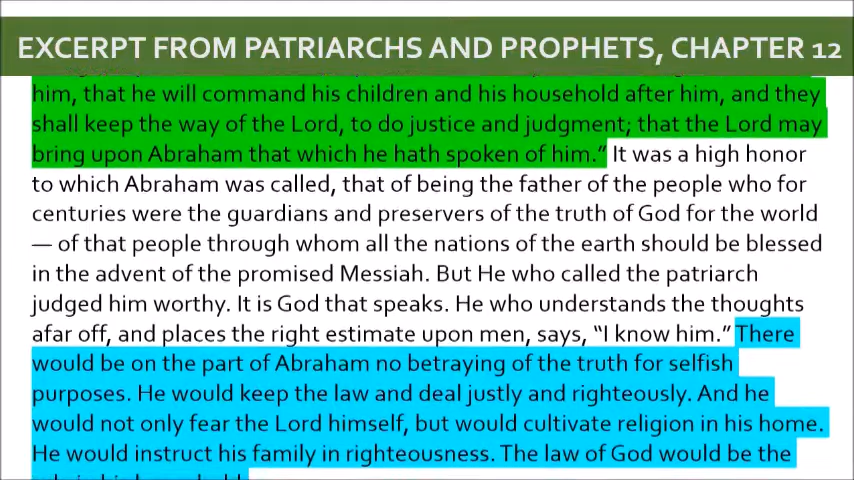 EXCERPT FROM PATRIARCHS AND PROPHETS, CHAPTER 12
him, that he will command his children and his household after him, and they
shall keep the way of the Lord, to do justice and judgment; that the Lord may
bring upon Abraham that which he hath spoken of him.” It was a high honor
to which Abraham was called, that of being the father of the people who for
centuries were the guardians and preservers of the truth of God for the world
— of that people through whom all the nations of the earth should be blessed
in the advent of the promised Messiah. But He who called the patriarch
judged him worthy. It is God that speaks. He who understands the thoughts
afar off, and places the right estimate upon men, says, “I know him.” There
would be on the part of Abraham no betraying of the truth for selfish
purposes. He would keep the law and deal justly and righteously. And he
would not only fear the Lord himself, but would cultivate religion in his home.
He would instruct his family in righteousness. The law of God would be the